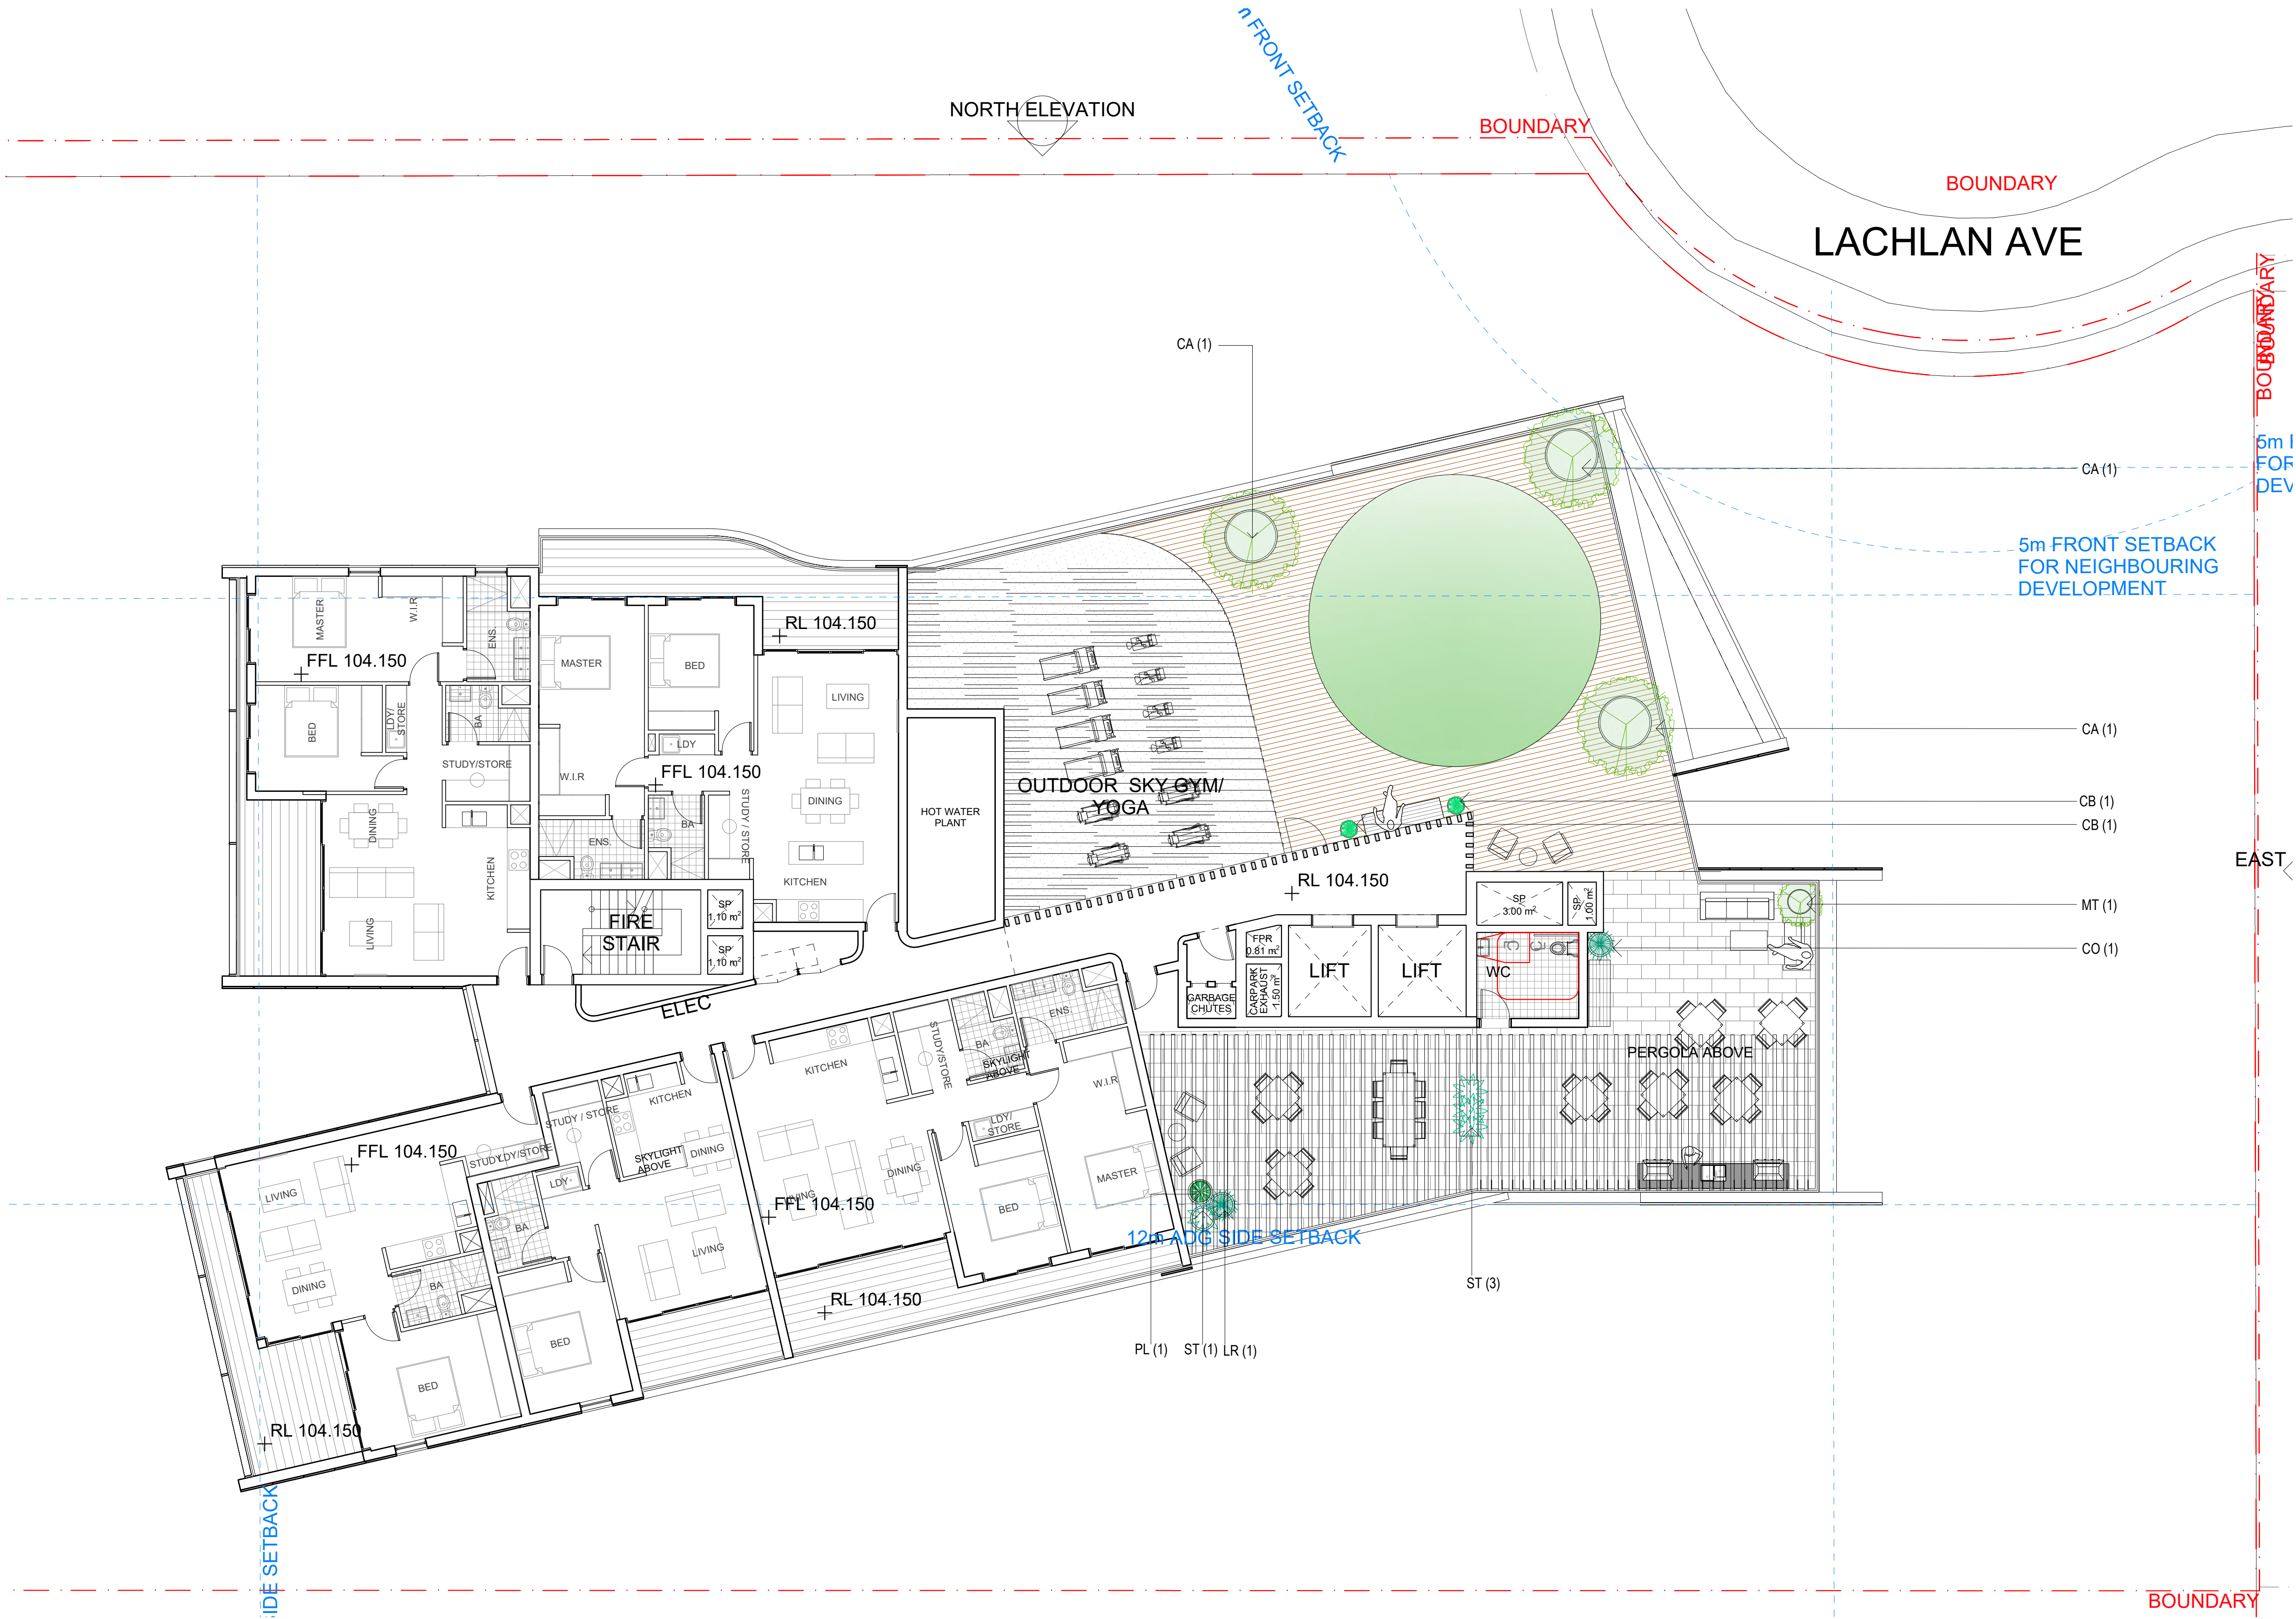 FRONT SETBACK
NORTH ELEVATION
BOUNDARY
BOUNDARY
LACHLAN AVE
BOUNDARY
BOUNDARY
BOUNDARY
CA (1)
CA (1)
5m FRONT SETBACK
FOR NEIGHBOURING
DEVELOPMENT
CA (1)
CB (1)
CB (1)
EAST
MT (1)
CO (1)
MASTER
W.I.R
ENS.
FFL 104.150
BED
LDY/
STORE
BA
STUDY/STORE
DINING
KITCHEN
LIVING
MASTER
BED
RL 104.150
LIVING
LDY
W.I.R
FFL 104.150
STUDY / STORE
DINING
BA
ENS.
KITCHEN
HOT WATER
PLANT
OUTDOOR SKY GYM/
YOGA
RL 104.150
FIRE
STAIR
SP
1.10 m²
SP
1.10 m²
ELEC
SP
3.00 m²
SP
1.00 m²
FPR
0.81 m²
CARPARK
EXHAUST
1.50 m²
GARBAGE
CHUTES
LIFT
LIFT
WC
PERGOLA ABOVE
KITCHEN
STUDY/STORE
BA
SKYLIGHT
ABOVE
ENS.
W.I.R
LDY/
STORE
DINING
LIVING
FFL 104.150
BED
MASTER
RL 104.150
STUDY / STORE
KITCHEN
SKYLIGHT
ABOVE
DINING
LDY
BA
LIVING
BED
FFL 104.150
STUDY
LDY/STORE
LIVING
DINING
BA
BED
RL 104.150
12m ADG SIDE SETBACK
ST (3)
PL (1)
ST (1)
LR (1)
SIDE SETBACK
BOUNDARY